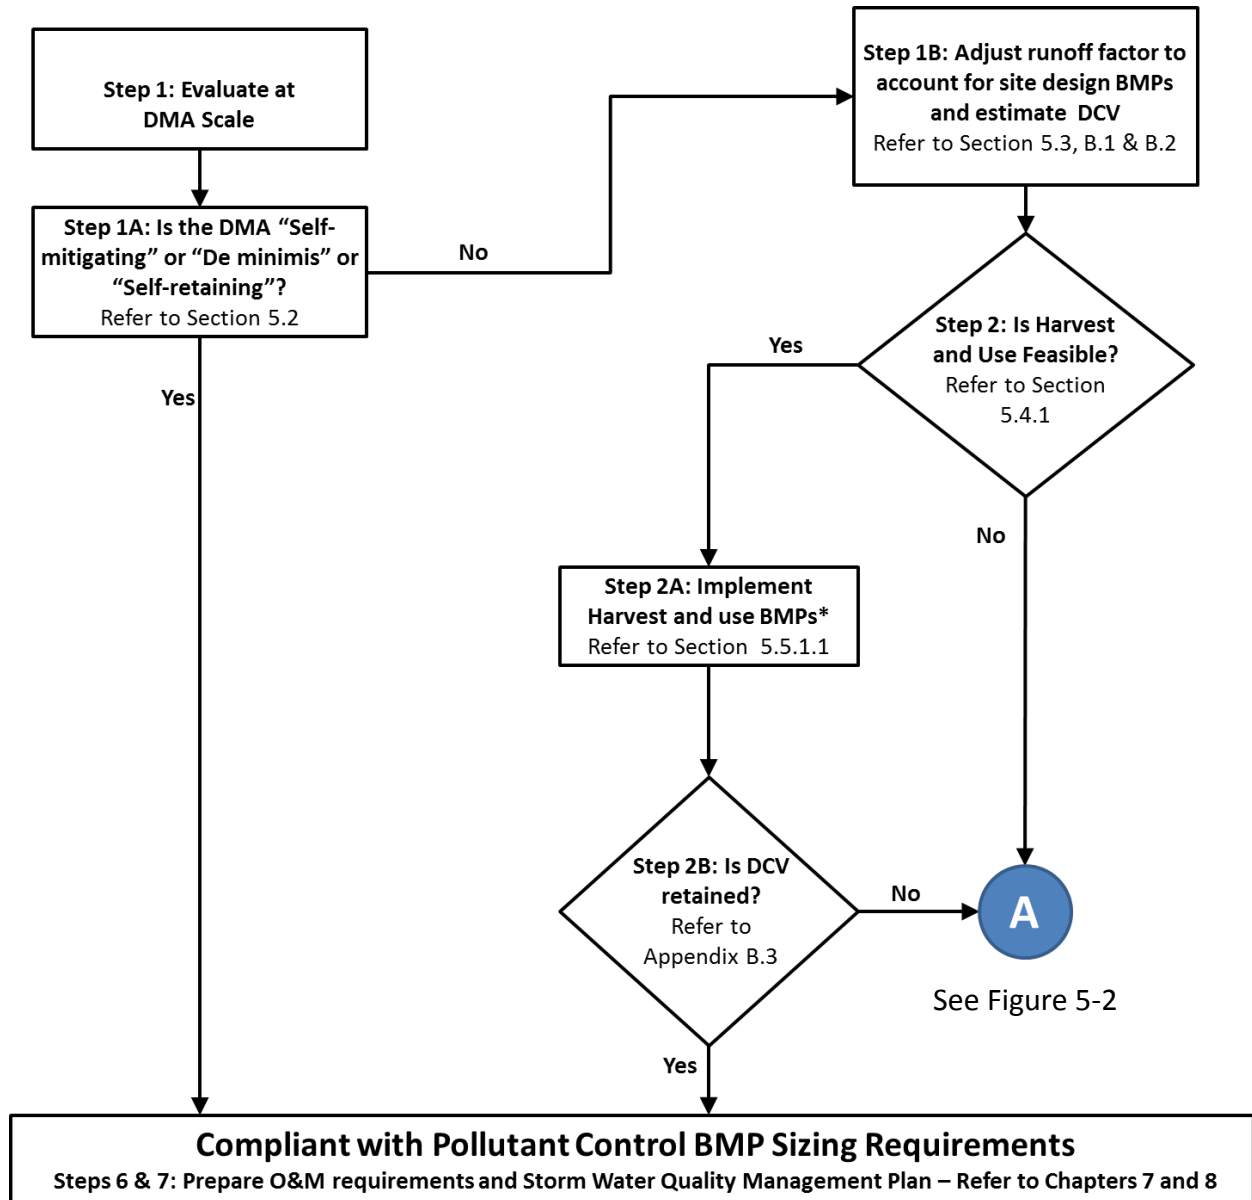 Step 1: Evaluate at
DMA Scale
Step 1A: Is the DMA “Self-
mitigating” or “De minimis” or
“Self-retaining”?
Refer to Section 5.2
No
Yes
Step 1B: Adjust runoff factor to
account for site design BMPs
and estimate DCV
Refer to Section 5.3, B.1 & B.2
Step 2: Is Harvest
and Use Feasible?
Refer to Section
5.4.1
Yes
No
Step 2A: Implement
Harvest and use BMPs*
Refer to Section 5.5.1.1
Step 2B: Is DCV
retained?
Refer to
Appendix B.3
No
A
See Figure 5-2
Yes
Compliant with Pollutant Control BMP Sizing Requirements
Steps 6 & 7: Prepare O&M requirements and Storm Water Quality Management Plan – Refer to Chapters 7 and 8